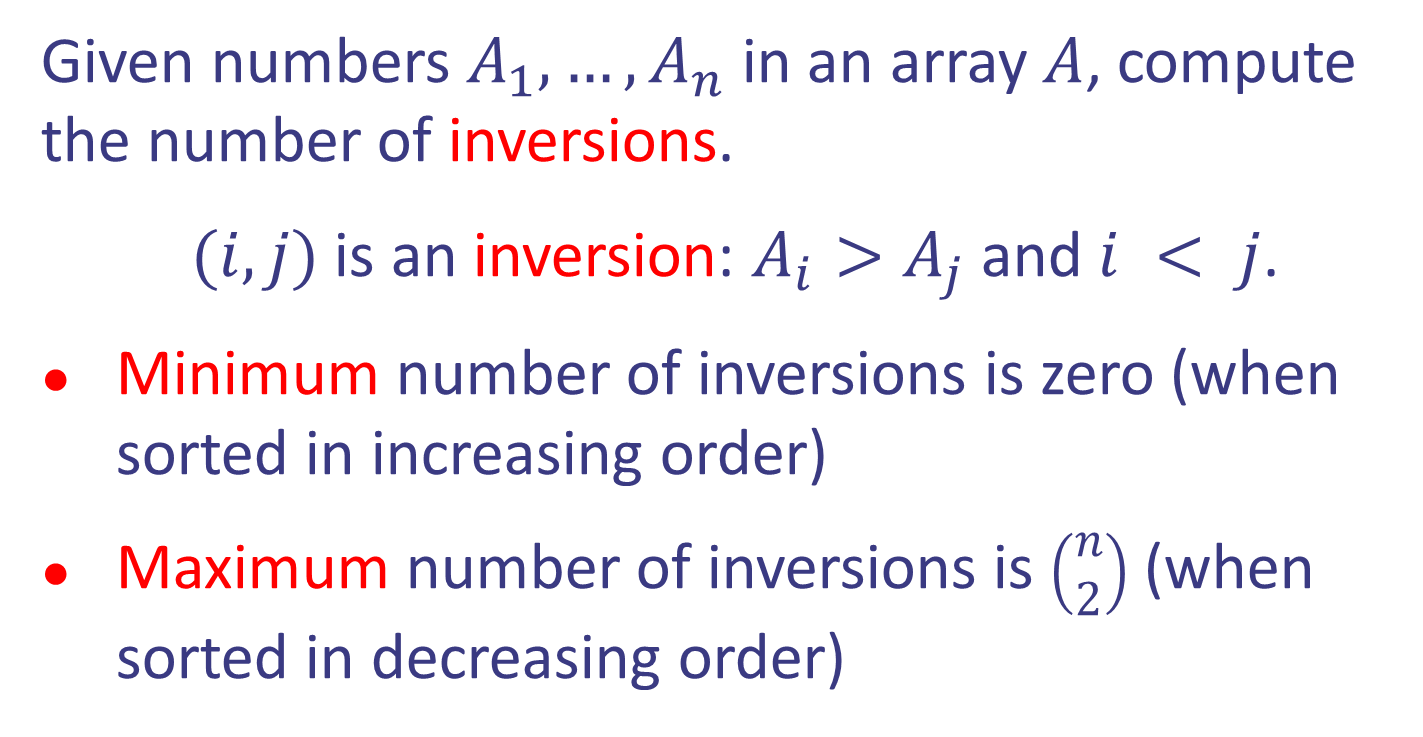 Given numbers A₁, … , Aₙ in an array A, compute
the number of inversions.
(i, j) is an inversion: Aᵢ > Aⱼ and i < j.
• Minimum number of inversions is zero (when
sorted in increasing order)
• Maximum number of inversions is (n 2) (when
sorted in decreasing order)